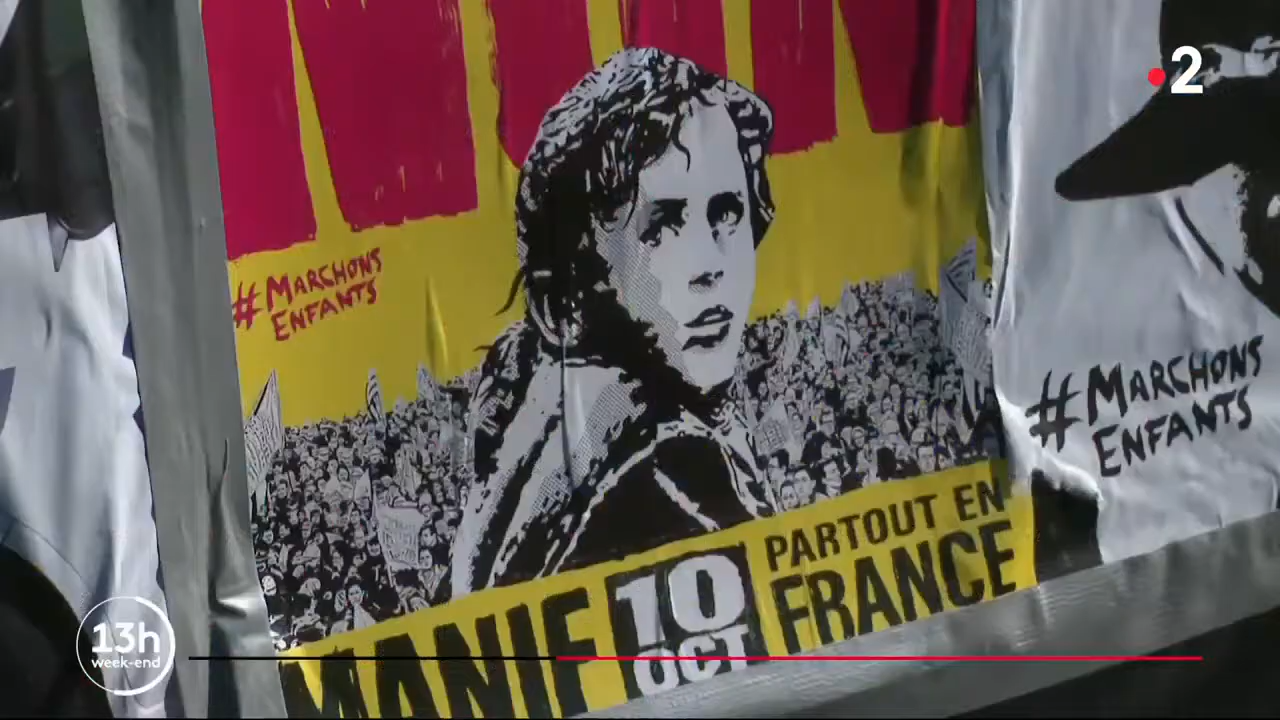 #MARCHONS
ENFANTS
#MARCHONS
ENFANTS
MANIF 10 OCT PARTOUT EN FRANCE
2
13h
week-end